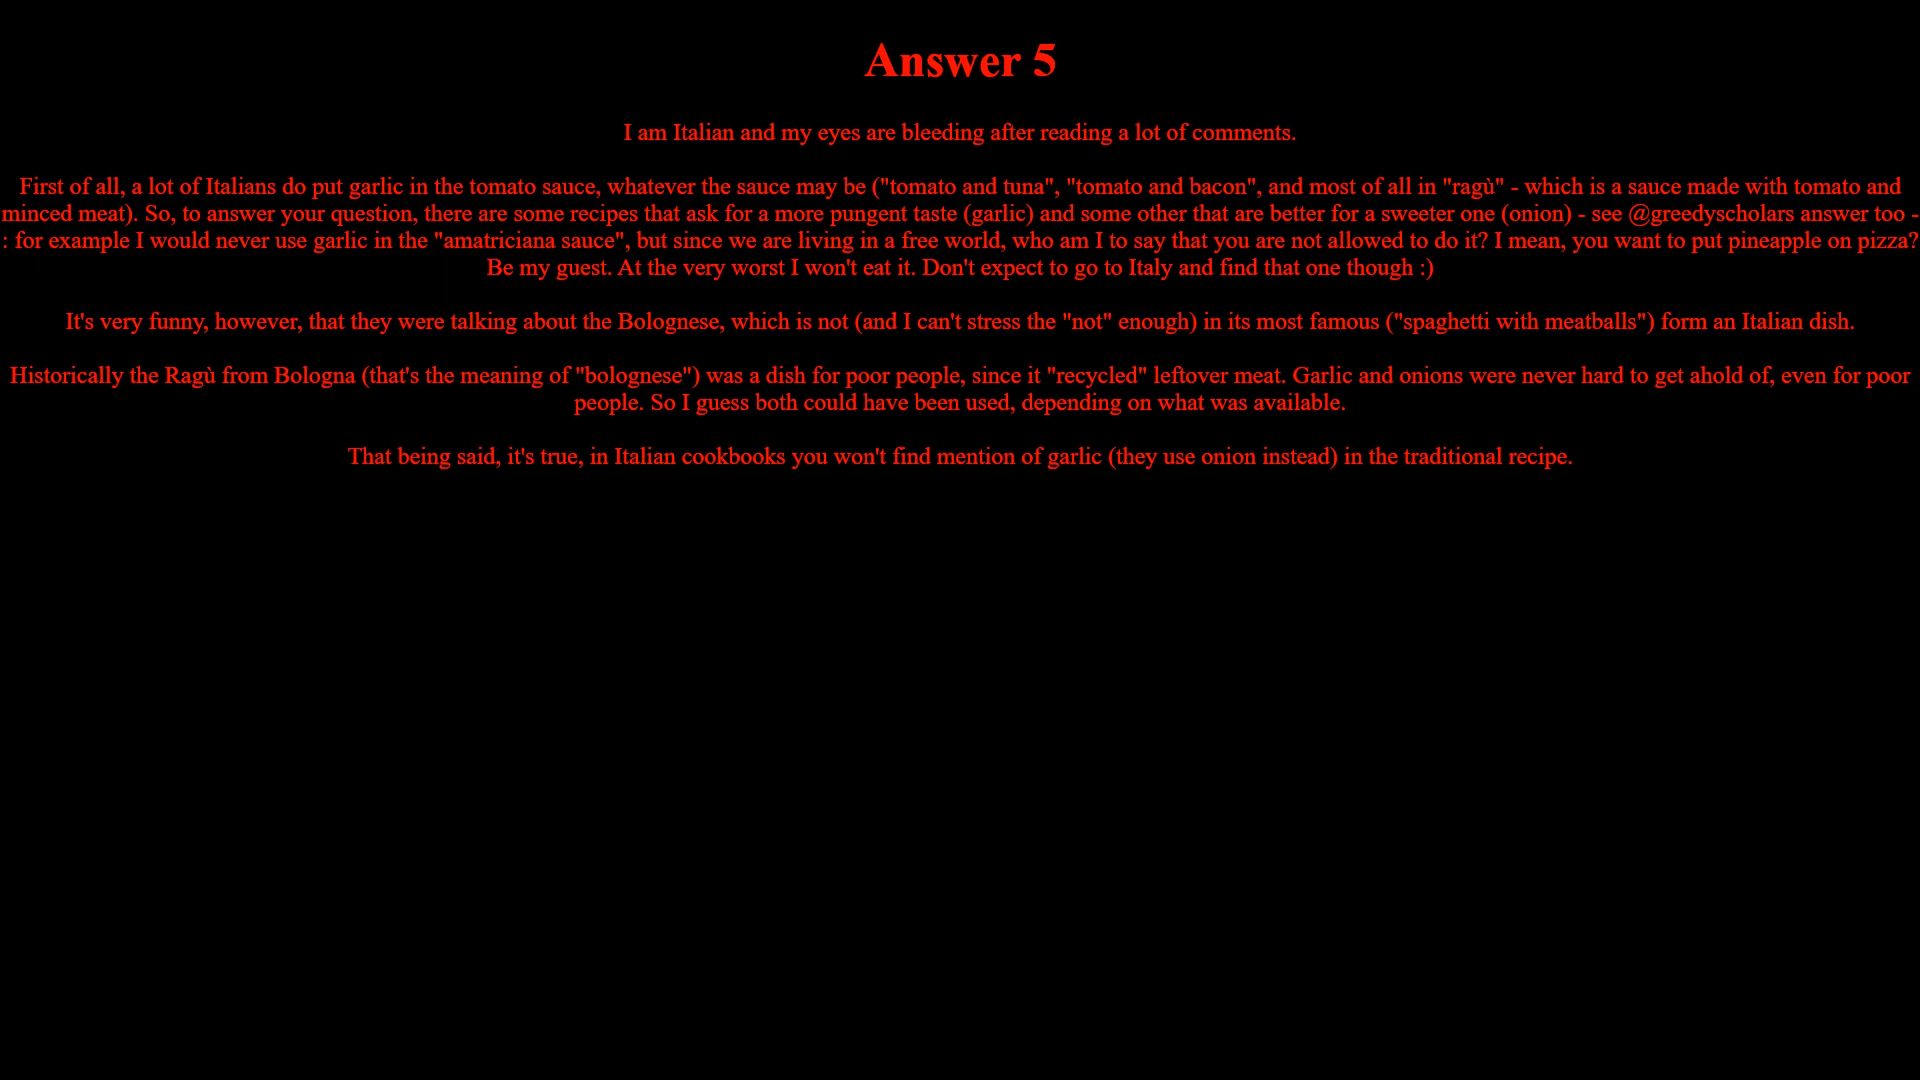 Answer 5
I am Italian and my eyes are bleeding after reading a lot of comments.
First of all, a lot of Italians do put garlic in the tomato sauce, whatever the sauce may be ("tomato and tuna", "tomato and bacon", and most of all in "ragù" - which is a sauce made with tomato and
minced meat). So, to answer your question, there are some recipes that ask for a more pungent taste (garlic) and some other that are better for a sweeter one (onion) - see @greedyscholars answer too -
: for example I would never use garlic in the "amatriciana sauce", but since we are living in a free world, who am I to say that you are not allowed to do it? I mean, you want to put pineapple on pizza?
Be my guest. At the very worst I won't eat it. Don't expect to go to Italy and find that one though :)
It's very funny, however, that they were talking about the Bolognese, which is not (and I can't stress the "not" enough) in its most famous ("spaghetti with meatballs") form an Italian dish.
Historically the Ragù from Bologna (that's the meaning of "bolognese") was a dish for poor people, since it "recycled" leftover meat. Garlic and onions were never hard to get ahold of, even for poor
people. So I guess both could have been used, depending on what was available.
That being said, it's true, in Italian cookbooks you won't find mention of garlic (they use onion instead) in the traditional recipe.